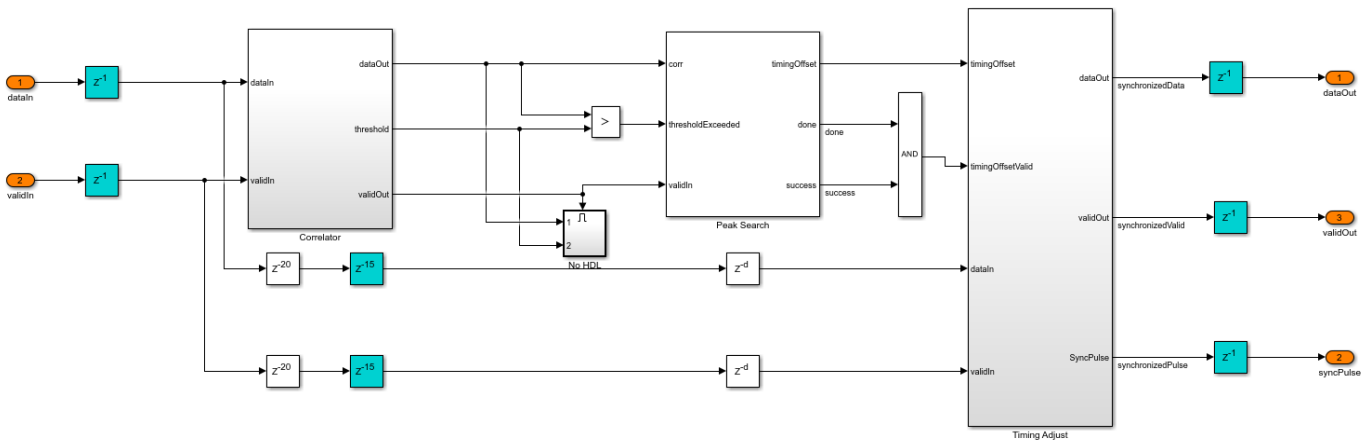 1
dataIn
z-1
2
validIn
z-1
dataIn
validIn
dataOut
threshold
validOut
Correlator
>
1
2
No HDL
corr
thresholdExceeded
validIn
timingOffset
done
success
Peak Search
done
success
AND
z-20
z-15
z-d
z-20
z-15
z-d
timingOffset
timingOffsetValid
dataIn
validIn
dataOut
validOut
SyncPulse
Timing Adjust
synchronizedData
synchronizedValid
synchronizedPulse
z-1
z-1
z-1
1
dataOut
3
validOut
2
syncPulse